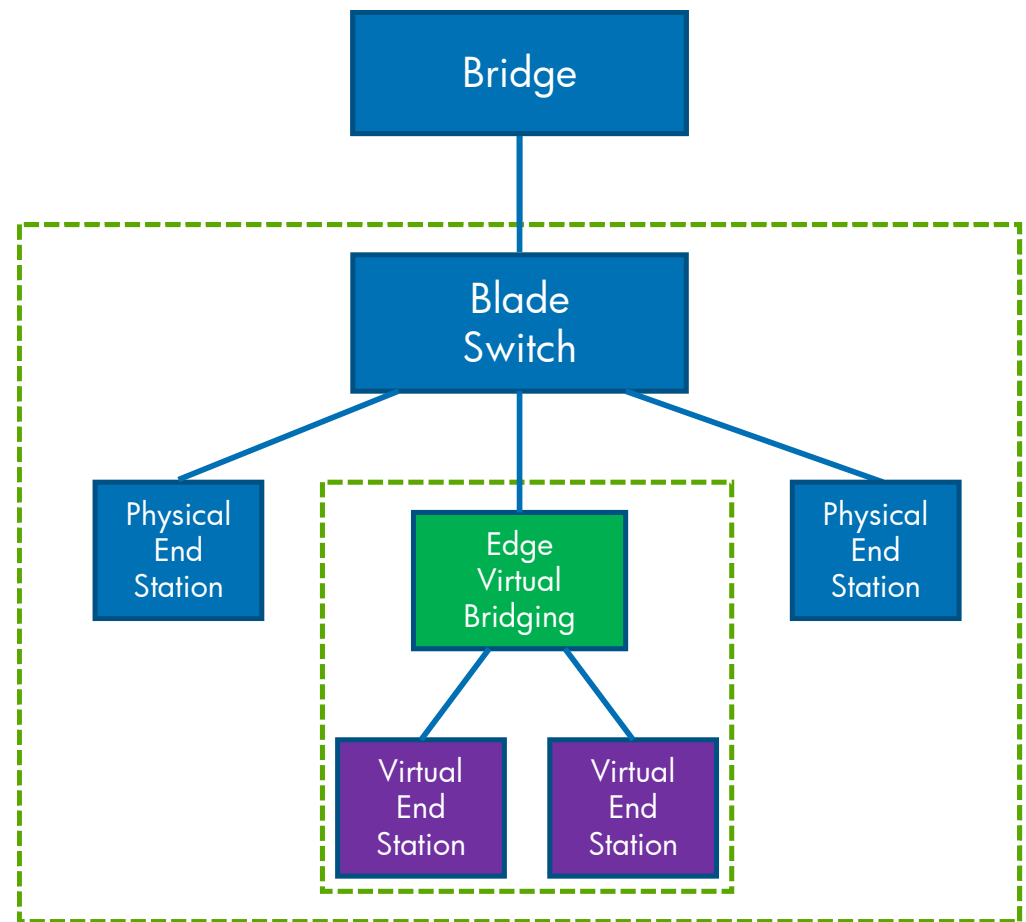 Bridge
Blade
Switch
Physical
End
Station
Edge
Virtual
Bridging
Physical
End
Station
Virtual
End
Station
Virtual
End
Station